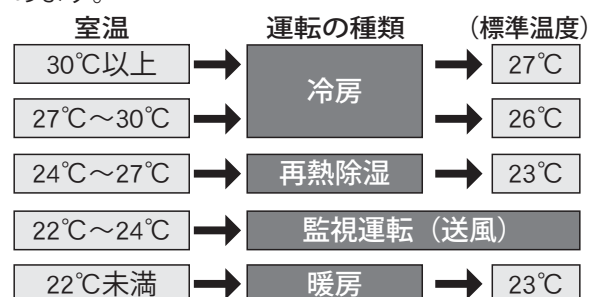 室温 運転の種類 (標準温度)
30℃以上 冷房 27℃
27℃～30℃ 26℃
24℃～27℃ 再熱除湿 23℃
22℃～24℃ 監視運転（送風）
22℃未満 暖房 23℃